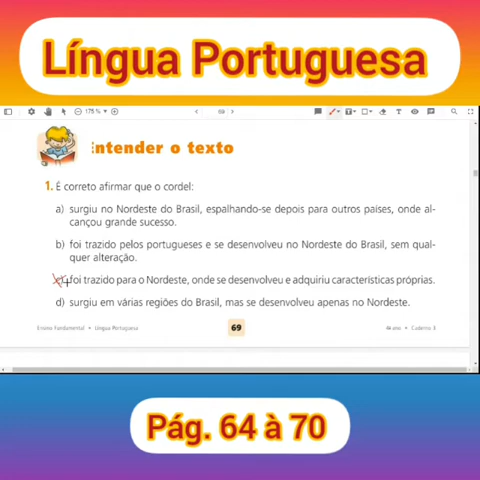 Língua Portuguesa
175 %
69
Entender o texto
1. É correto afirmar que o cordel:
a) surgiu no Nordeste do Brasil, espalhando-se depois para outros países, onde al-
cançou grande sucesso.
b) foi trazido pelos portugueses e se desenvolveu no Nordeste do Brasil, sem qual-
quer alteração.
c) foi trazido para o Nordeste, onde se desenvolveu e adquiriu características próprias.
d) surgiu em várias regiões do Brasil, mas se desenvolveu apenas no Nordeste.
Ensino Fundamental • Língua Portuguesa 69 4º ano • Caderno 3
Pág. 64 à 70